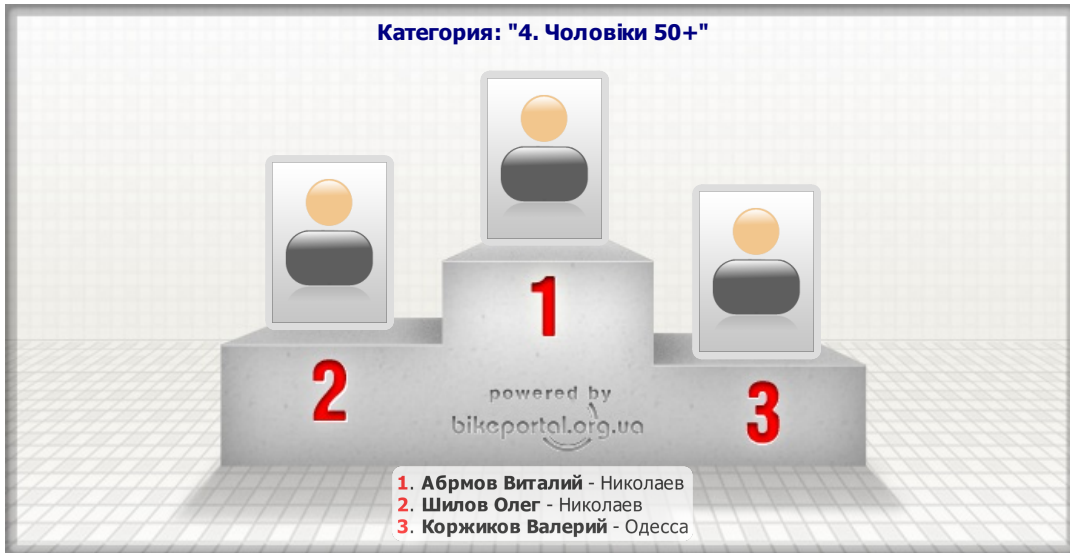 Категория: "4. Чоловіки 50+"
1
2
3
powered by
bikeportal.org.ua
1. Абрмов Виталий - Николаев
2. Шилов Олег - Николаев
3. Коржиков Валерий - Одесса